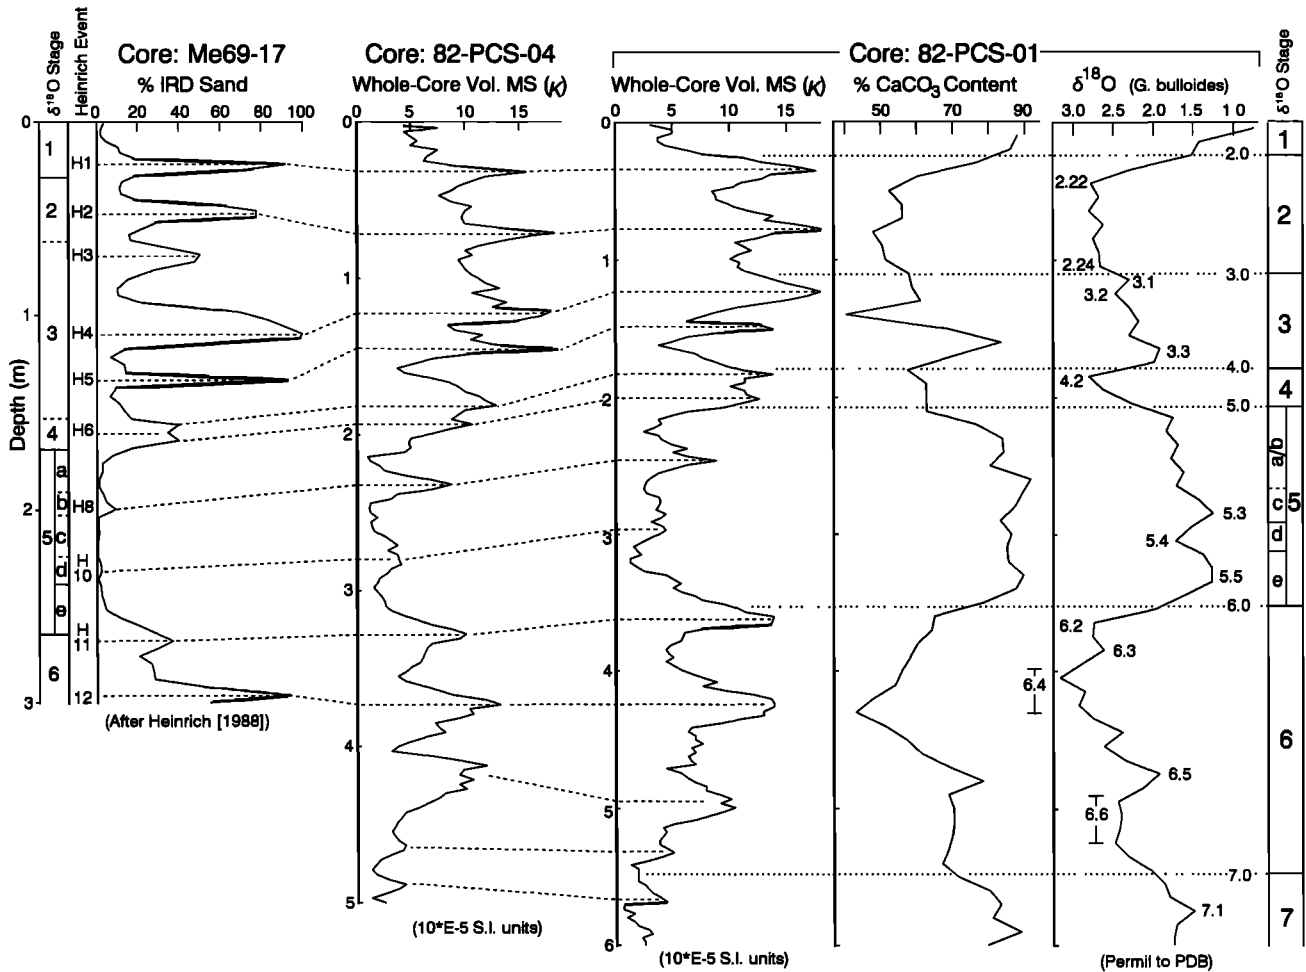 Core: Me69-17
Core: 82-PCS-04
Core: 82-PCS-01
δ¹⁸O Stage
Heinrich Event
% IRD Sand
Whole-Core Vol. MS (K)
Whole-Core Vol. MS (K)
% CaCO₃ Content
δ¹⁸O (G. bulloides)
δ¹⁸O Stage
0 20 40 60 80 100
0 5 10 15
0 5 10 15
50 70 90
3.0 2.5 2.0 1.5 1.0
Depth (m)
0
1
2
3
0
1
2
3
4
5
1
2
3
4
5
6
1
2
3
4
5
a
b
c
d
e
6
H1
H2
H3
H4
H5
H6
H8
H
10
H
11
12
(After Heinrich [1988])
(10*E-5 S.I. units)
(10*E-5 S.I. units)
(Permil to PDB)
2.0
2.22
2.24
3.0
3.1
3.2
3.3
4.0
4.2
5.0
5.3
5.4
5.5
6.0
6.2
6.3
6.4
6.5
6.6
7.0
7.1
1
2
3
4
5
a/b
c
d
e
6
7